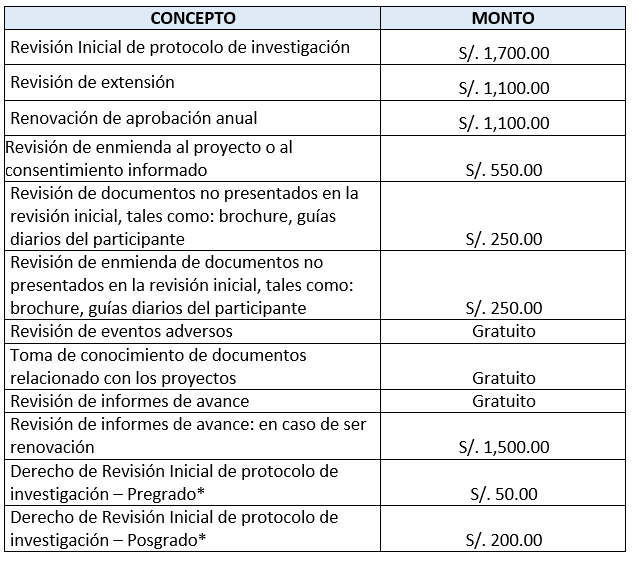 CONCEPTO MONTO
Revisión Inicial de protocolo de investigación S/. 1,700.00
Revisión de extensión S/. 1,100.00
Renovación de aprobación anual S/. 1,100.00
Revisión de enmienda al proyecto o al
consentimiento informado S/. 550.00
Revisión de documentos no presentados en la
revisión inicial, tales como: brochure, guías
diarios del participante S/. 250.00
Revisión de enmienda de documentos no
presentados en la revisión inicial, tales como:
brochure, guías diarios del participante S/. 250.00
Revisión de eventos adversos Gratuito
Toma de conocimiento de documentos
relacionado con los proyectos Gratuito
Revisión de informes de avance Gratuito
Revisión de informes de avance: en caso de ser
renovación S/. 1,500.00
Derecho de Revisión Inicial de protocolo de
investigación – Pregrado* S/. 50.00
Derecho de Revisión Inicial de protocolo de
investigación – Posgrado* S/. 200.00